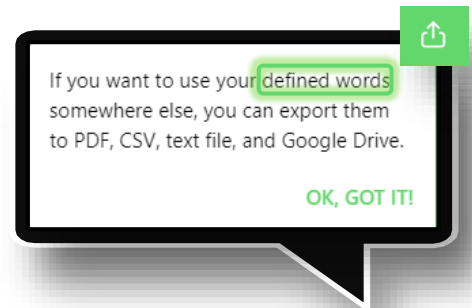 If you want to use your defined words
somewhere else, you can export them
to PDF, CSV, text file, and Google Drive.
OK, GOT IT!